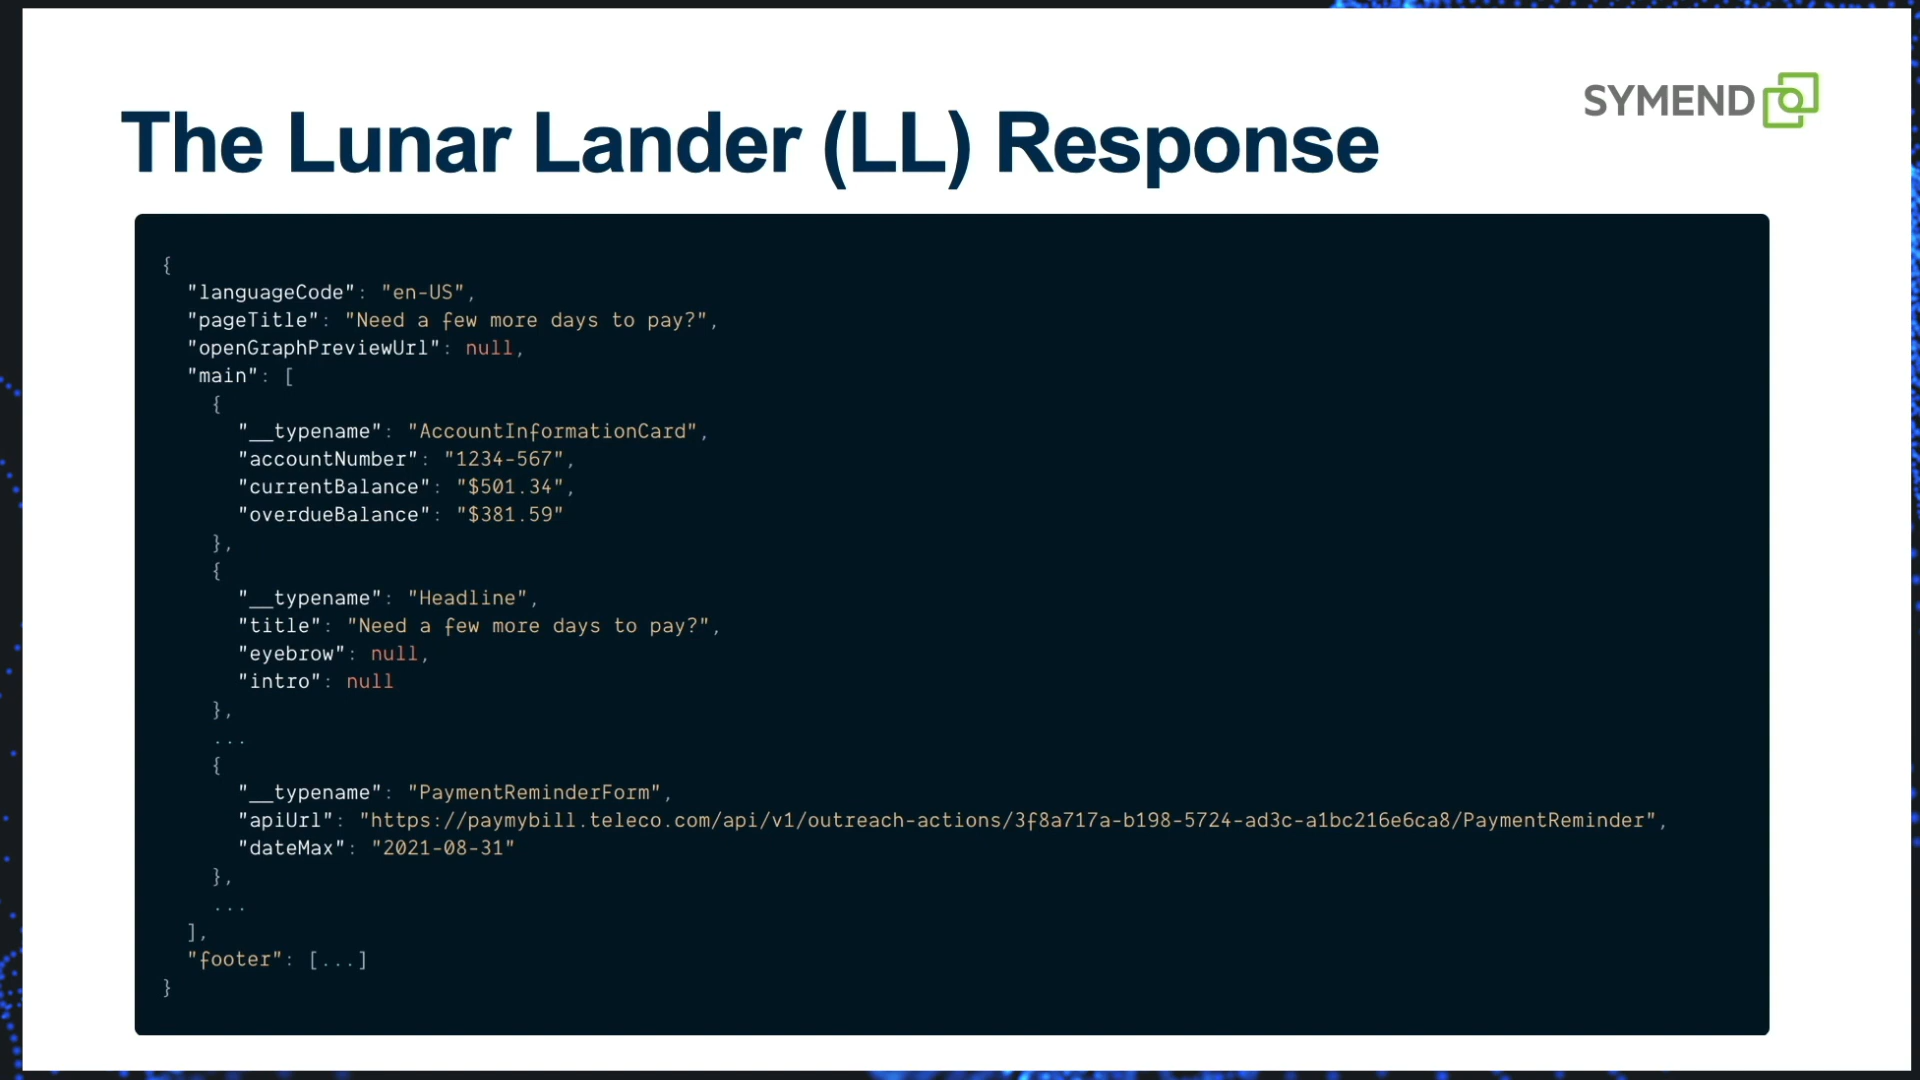 SYMEND
The Lunar Lander (LL) Response
{
"languageCode": "en-US",
"pageTitle": "Need a few more days to pay?",
"openGraphPreviewUrl": null,
"main": [
{
"__typename": "AccountInformationCard",
"accountNumber": "1234-567",
"currentBalance": "$501.34",
"overdueBalance": "$381.59"
},
{
"__typename": "Headline",
"title": "Need a few more days to pay?",
"eyebrow": null,
"intro": null
},
...
{
"__typename": "PaymentReminderForm",
"apiUrl": "https://paymybill.teleco.com/api/v1/outreach-actions/3f8a717a-b198-5724-ad3c-a1bc216e6ca8/PaymentReminder",
"dateMax": "2021-08-31"
},
...
],
"footer": [...]
}